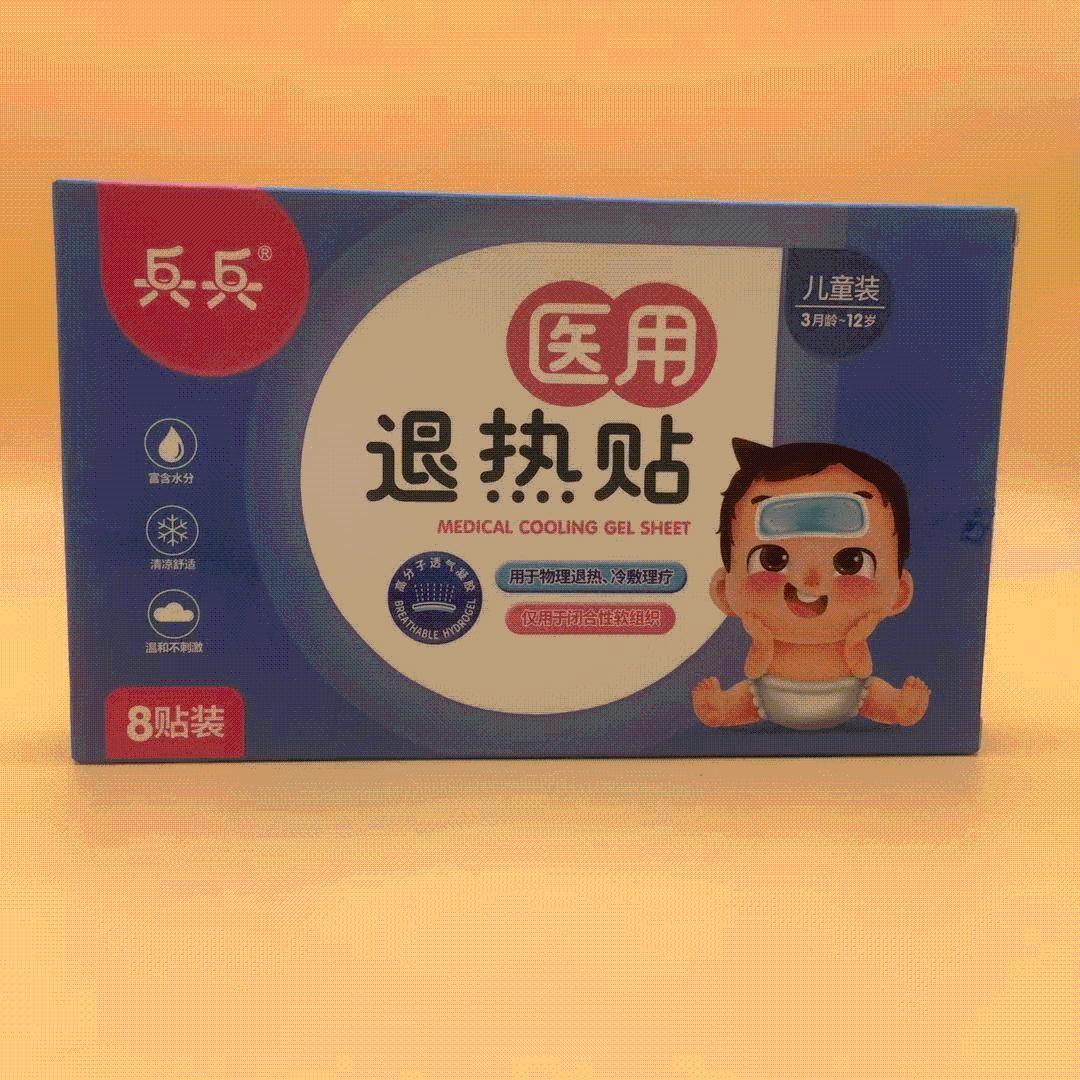 兵兵®
医用
儿童装
3月龄~12岁
退热贴
MEDICAL COOLING GEL SHEET
富含水分
清凉舒适
温和不刺激
高分子透气凝胶
BREATHABLE HYDROGEL
用于物理退热、冷敷理疗
仅用于闭合性软组织
8贴装